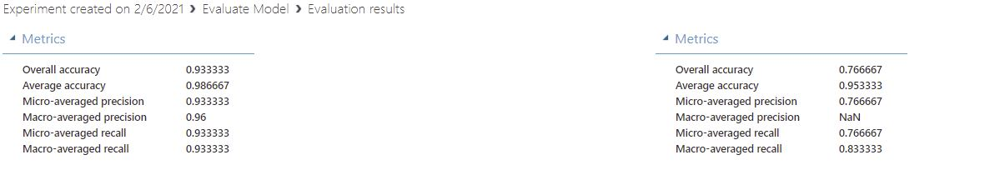 Experiment created on 2/6/2021 ❯ Evaluate Model ❯ Evaluation results
Metrics
Overall accuracy 0.933333
Average accuracy 0.986667
Micro-averaged precision 0.933333
Macro-averaged precision 0.96
Micro-averaged recall 0.933333
Macro-averaged recall 0.933333
Metrics
Overall accuracy 0.766667
Average accuracy 0.953333
Micro-averaged precision 0.766667
Macro-averaged precision NaN
Micro-averaged recall 0.766667
Macro-averaged recall 0.833333